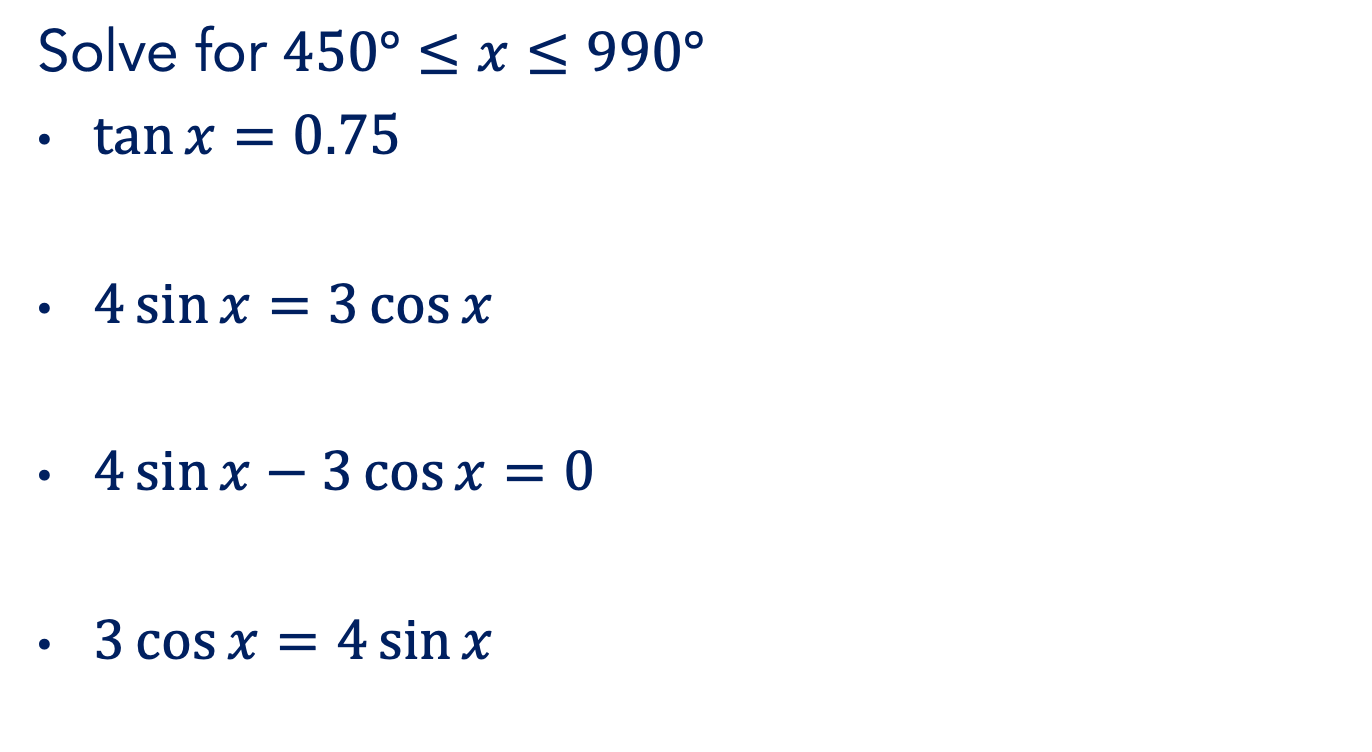 Solve for 450° ≤ x ≤ 990°
• tan x = 0.75
• 4 sin x = 3 cos x
• 4 sin x − 3 cos x = 0
• 3 cos x = 4 sin x